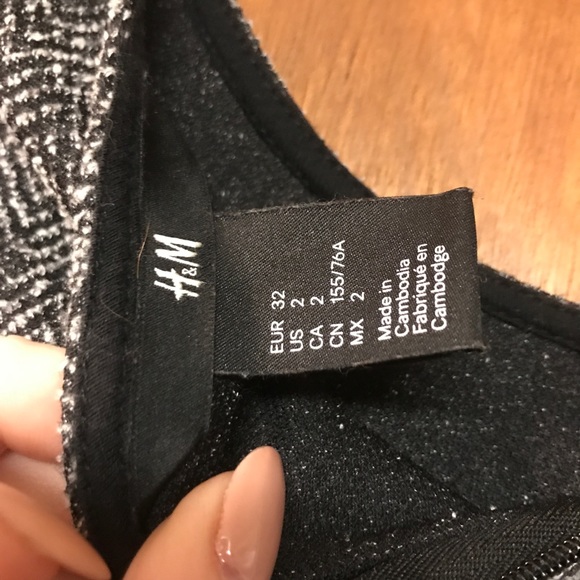 H&M
EUR 32
US 2
CA 2
CN 155/76A
MX 2
Made in
Cambodia
Fabriqué en
Cambodge